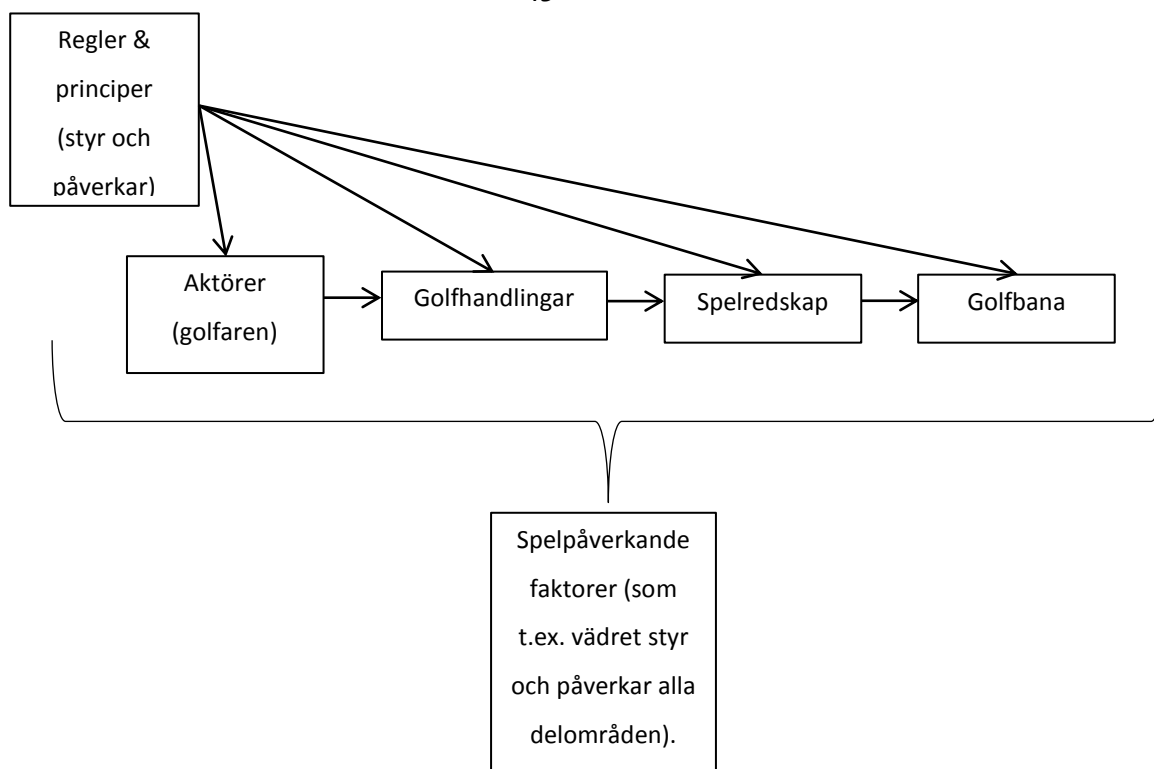 Regler &
principer
(styr och
påverkar)
Aktörer
(golfaren)
Golfhandlingar
Spelredskap
Golfbana
Spelpåverkande
faktorer (som
t.ex. vädret styr
och påverkar alla
delområden).